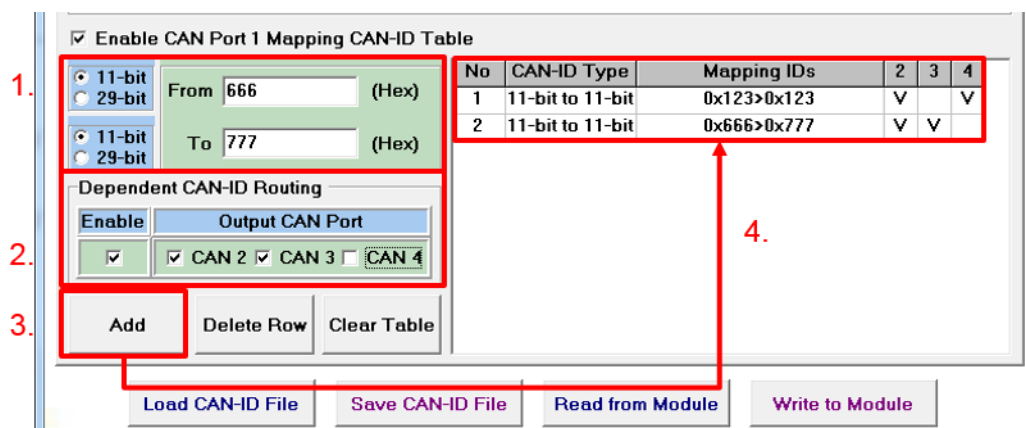 Enable CAN Port 1 Mapping CAN-ID Table
1.
11-bit
29-bit
From 666 (Hex)
11-bit
29-bit
To 777 (Hex)
No CAN-ID Type Mapping IDs 2 3 4
1 11-bit to 11-bit 0x123>0x123 V V
2 11-bit to 11-bit 0x666>0x777 V V
Dependent CAN-ID Routing
Enable Output CAN Port
2.
CAN 2 CAN 3 CAN 4
4.
3.
Add Delete Row Clear Table
Load CAN-ID File Save CAN-ID File Read from Module Write to Module